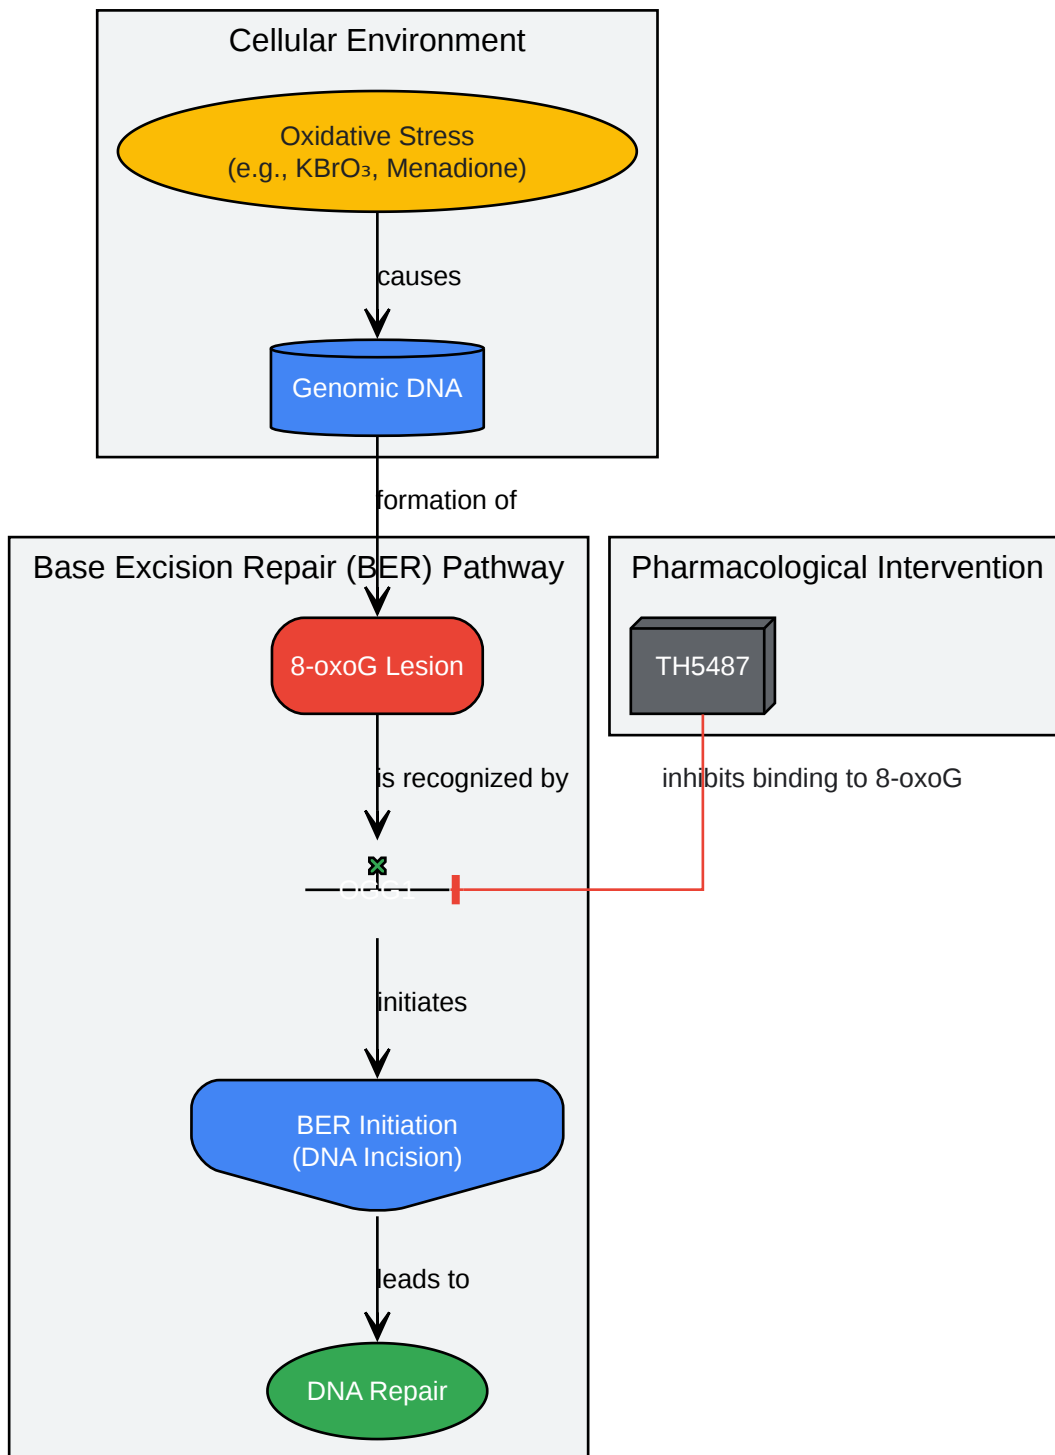 Cellular Environment
Oxidative Stress
(e.g., KBrO₃, Menadione)
causes
Genomic DNA
formation of
Base Excision Repair (BER) Pathway
Pharmacological Intervention
8-oxoG Lesion
TH5487
is recognized by
inhibits binding to 8-oxoG
OGG1
initiates
BER Initiation
(DNA Incision)
leads to
DNA Repair